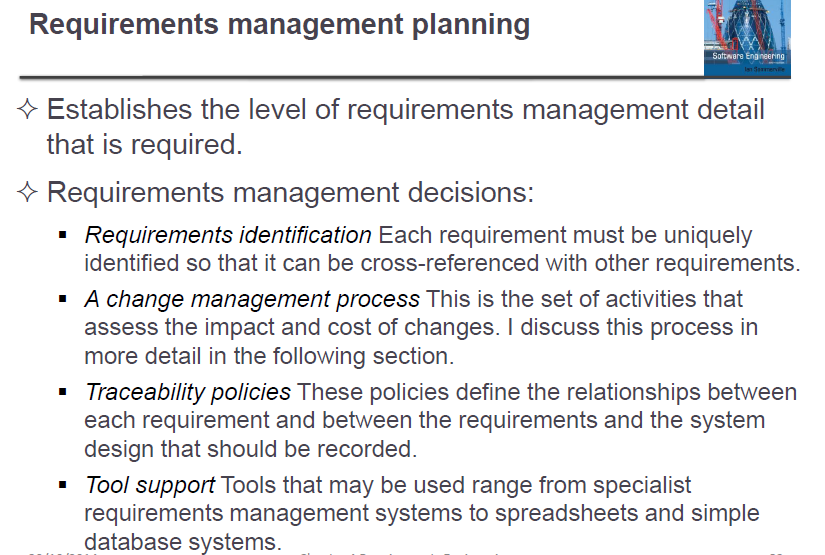 Requirements management planning
Software Engineering
Ian Sommerville
✧ Establishes the level of requirements management detail
that is required.
✧ Requirements management decisions:
▪ Requirements identification Each requirement must be uniquely
identified so that it can be cross-referenced with other requirements.
▪ A change management process This is the set of activities that
assess the impact and cost of changes. I discuss this process in
more detail in the following section.
▪ Traceability policies These policies define the relationships between
each requirement and between the requirements and the system
design that should be recorded.
▪ Tool support Tools that may be used range from specialist
requirements management systems to spreadsheets and simple
database systems.